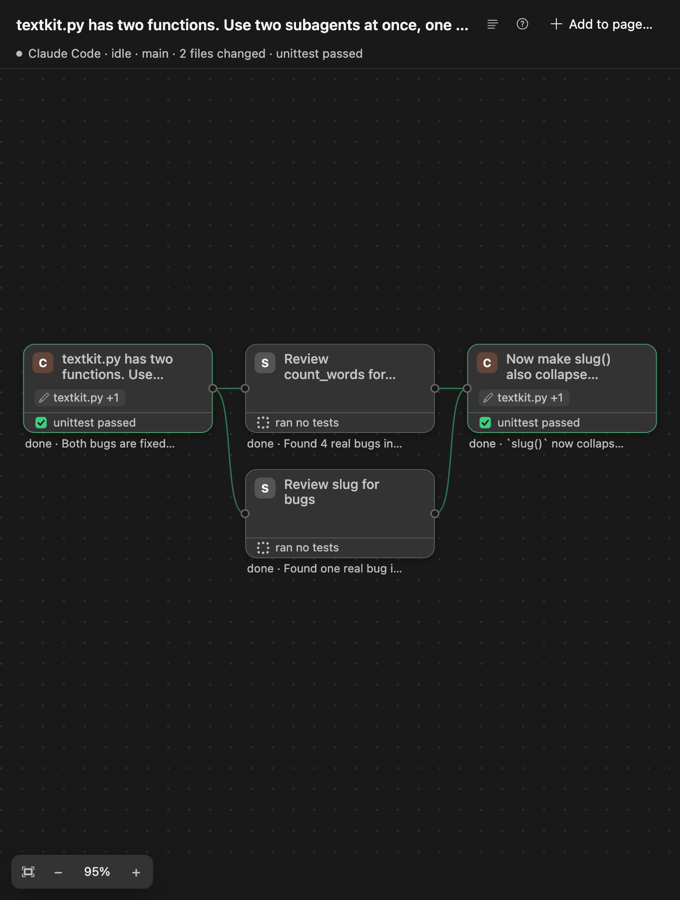 textkit.py has two functions. Use two subagents at once, one ...
Add to page...
Claude Code · idle · main · 2 files changed · unittest passed
C
textkit.py has two
functions. Use...
textkit.py +1
unittest passed
done · Both bugs are fixed...
S
Review
count_words for...
ran no tests
done · Found 4 real bugs in...
S
Review slug for
bugs
ran no tests
done · Found one real bug i...
C
Now make slug()
also collapse...
textkit.py +1
unittest passed
done · `slug()` now collaps...
95%